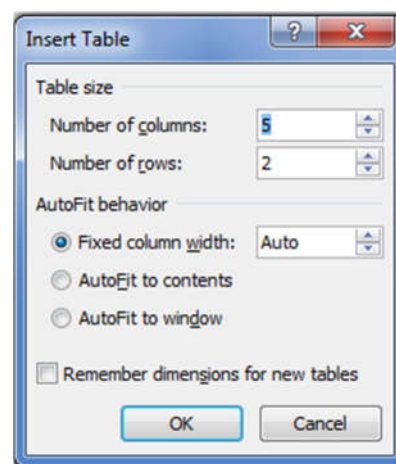 Insert Table
?
Table size
Number of columns: 5
Number of rows: 2
AutoFit behavior
Fixed column width: Auto
AutoFit to contents
AutoFit to window
Remember dimensions for new tables
OK Cancel